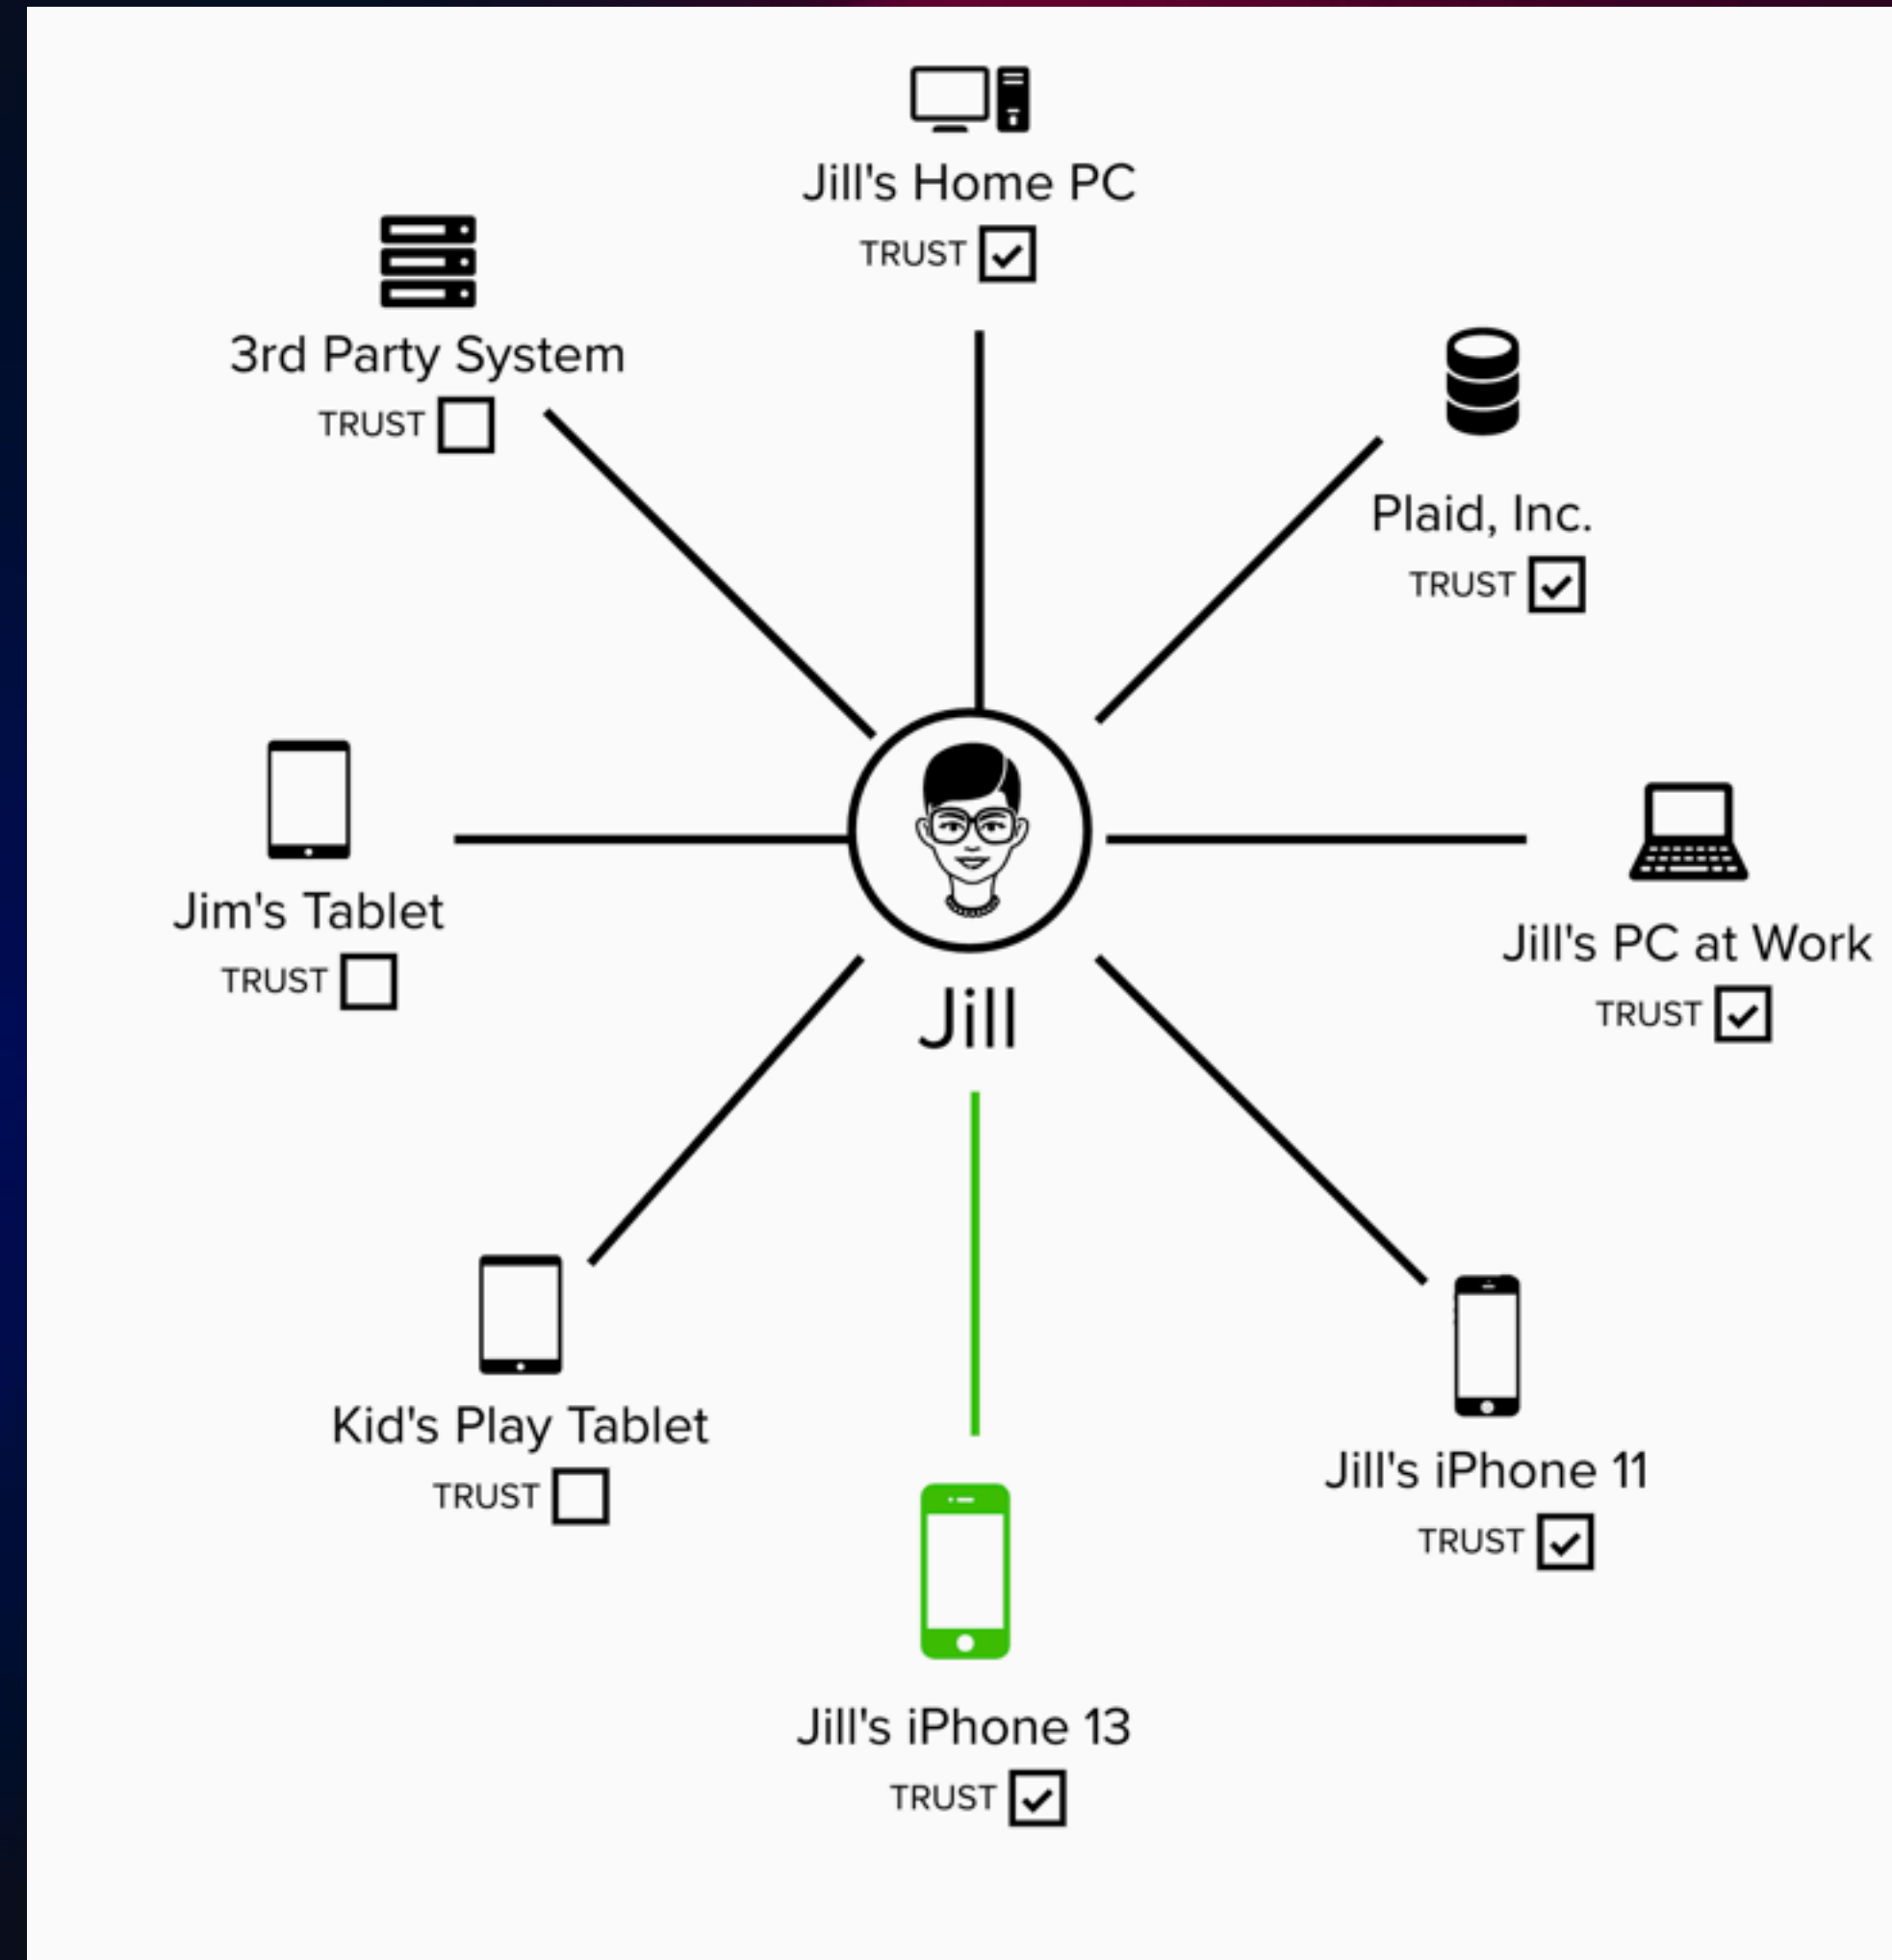 Jill's Home PC
TRUST
3rd Party System
TRUST
Plaid, Inc.
TRUST
Jim's Tablet
TRUST
Jill's PC at Work
TRUST
Jill
Kid's Play Tablet
TRUST
Jill's iPhone 11
TRUST
Jill's iPhone 13
TRUST